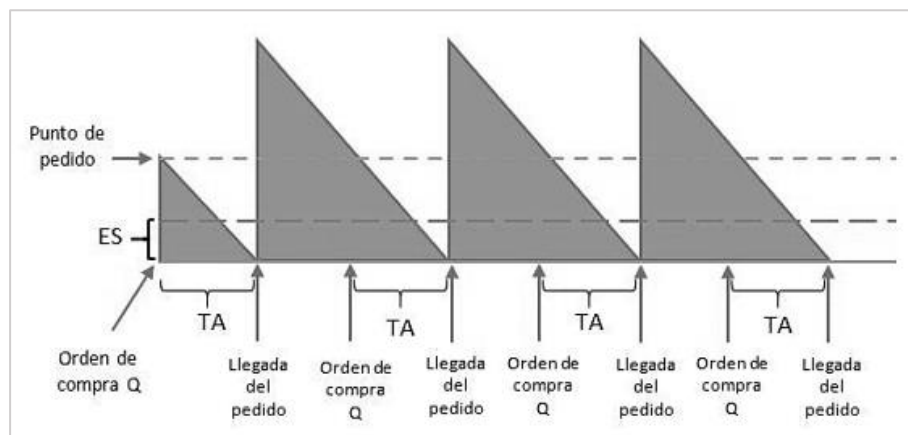 Punto de
pedido
ES
TA
TA
TA
TA
Orden de
compra Q
Llegada
del
pedido
Orden de
compra
Q
Llegada
del
pedido
Orden de
compra
Q
Llegada
del
pedido
Orden de
compra
Q
Llegada
del
pedido